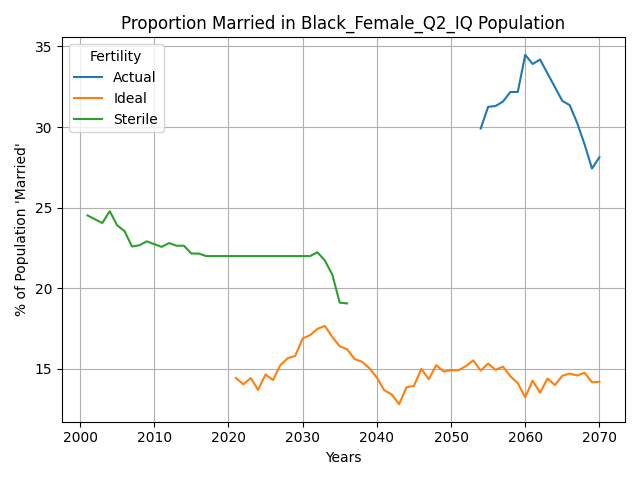 Proportion Married in Black_Female_Q2_IQ Population
Fertility
Actual
Ideal
Sterile
% of Population 'Married'
35
30
25
20
15
2000 2010 2020 2030 2040 2050 2060 2070
Years